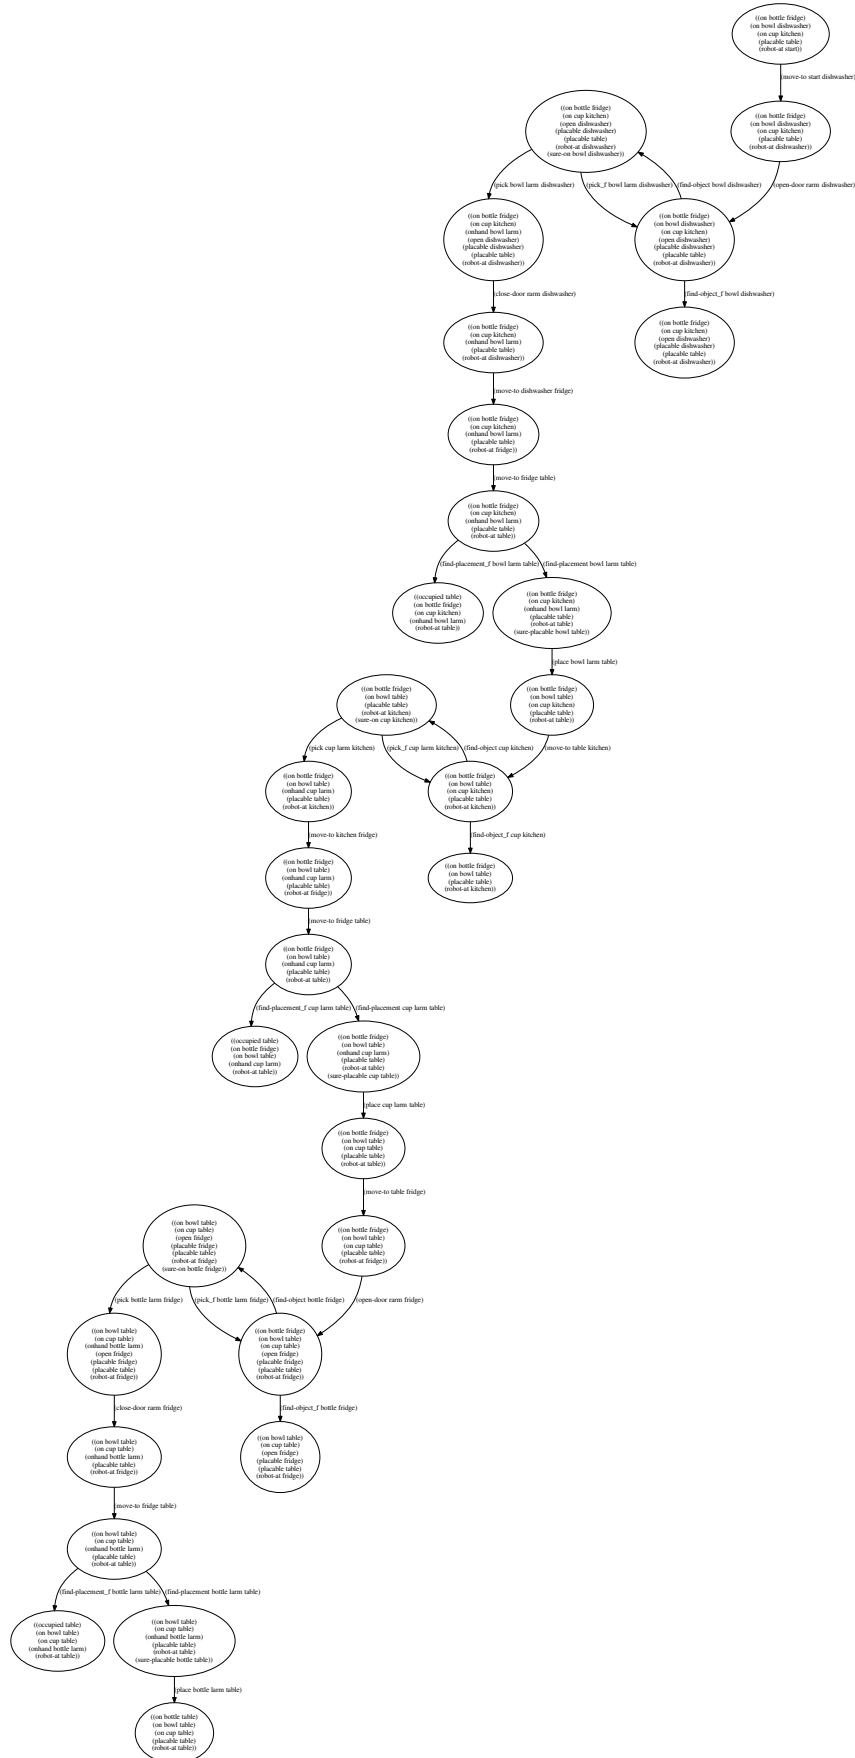 ((on bottle fridge)
(on bowl dishwasher)
(on cup kitchen)
(placable table)
(robot-at start))
(move-to start dishwasher)
((on bottle fridge)
(on bowl dishwasher)
(on cup kitchen)
(placable table)
(robot-at dishwasher))
((on bottle fridge)
(on cup kitchen)
(open dishwasher)
(placable dishwasher)
(placable table)
(robot-at dishwasher)
(sure-on bowl dishwasher))
(pick bowl larm dishwasher)
(pick_f bowl larm dishwasher)
(find-object bowl dishwasher)
(open-door rarm dishwasher)
((on bottle fridge)
(on cup kitchen)
(onhand bowl larm)
(open dishwasher)
(placable dishwasher)
(placable table)
(robot-at dishwasher))
((on bottle fridge)
(on bowl dishwasher)
(on cup kitchen)
(open dishwasher)
(placable dishwasher)
(placable table)
(robot-at dishwasher))
(close-door rarm dishwasher)
(find-object_f bowl dishwasher)
((on bottle fridge)
(on cup kitchen)
(onhand bowl larm)
(placable table)
(robot-at dishwasher))
((on bottle fridge)
(on cup kitchen)
(open dishwasher)
(placable dishwasher)
(placable table)
(robot-at dishwasher))
(move-to dishwasher fridge)
((on bottle fridge)
(on cup kitchen)
(onhand bowl larm)
(placable table)
(robot-at fridge))
(move-to fridge table)
((on bottle fridge)
(on cup kitchen)
(onhand bowl larm)
(placable table)
(robot-at table))
(find-placement_f bowl larm table)
(find-placement bowl larm table)
((occupied table)
(on bottle fridge)
(on cup kitchen)
(onhand bowl larm)
(robot-at table))
((on bottle fridge)
(on cup kitchen)
(onhand bowl larm)
(placable table)
(robot-at table)
(sure-placable bowl table))
(place bowl larm table)
((on bottle fridge)
(on bowl table)
(placable table)
(robot-at kitchen)
(sure-on cup kitchen))
((on bottle fridge)
(on bowl table)
(on cup kitchen)
(placable table)
(robot-at table))
(pick cup larm kitchen)
(pick_f cup larm kitchen)
(find-object cup kitchen)
(move-to table kitchen)
((on bottle fridge)
(on bowl table)
(onhand cup larm)
(placable table)
(robot-at kitchen))
((on bottle fridge)
(on bowl table)
(on cup kitchen)
(placable table)
(robot-at kitchen))
(move-to kitchen fridge)
(find-object_f cup kitchen)
((on bottle fridge)
(on bowl table)
(onhand cup larm)
(placable table)
(robot-at fridge))
((on bottle fridge)
(on bowl table)
(placable table)
(robot-at kitchen))
(move-to fridge table)
((on bottle fridge)
(on bowl table)
(onhand cup larm)
(placable table)
(robot-at table))
(find-placement_f cup larm table)
(find-placement cup larm table)
((occupied table)
(on bottle fridge)
(on bowl table)
(onhand cup larm)
(robot-at table))
((on bottle fridge)
(on bowl table)
(onhand cup larm)
(placable table)
(robot-at table)
(sure-placable cup table))
(place cup larm table)
((on bottle fridge)
(on bowl table)
(on cup table)
(placable table)
(robot-at table))
(move-to table fridge)
((on bowl table)
(on cup table)
(open fridge)
(placable fridge)
(placable table)
(robot-at fridge)
(sure-on bottle fridge))
((on bottle fridge)
(on bowl table)
(on cup table)
(placable table)
(robot-at fridge))
(pick bottle larm fridge)
(pick_f bottle larm fridge)
(find-object bottle fridge)
(open-door rarm fridge)
((on bowl table)
(on cup table)
(onhand bottle larm)
(open fridge)
(placable fridge)
(placable table)
(robot-at fridge))
((on bottle fridge)
(on bowl table)
(on cup table)
(open fridge)
(placable fridge)
(placable table)
(robot-at fridge))
(close-door rarm fridge)
(find-object_f bottle fridge)
((on bowl table)
(on cup table)
(onhand bottle larm)
(placable table)
(robot-at fridge))
((on bowl table)
(on cup table)
(open fridge)
(placable fridge)
(placable table)
(robot-at fridge))
(move-to fridge table)
((on bowl table)
(on cup table)
(onhand bottle larm)
(placable table)
(robot-at table))
(find-placement_f bottle larm table)
(find-placement bottle larm table)
((occupied table)
(on bowl table)
(on cup table)
(onhand bottle larm)
(robot-at table))
((on bowl table)
(on cup table)
(onhand bottle larm)
(placable table)
(robot-at table)
(sure-placable bottle table))
(place bottle larm table)
((on bottle table)
(on bowl table)
(on cup table)
(placable table)
(robot-at table))